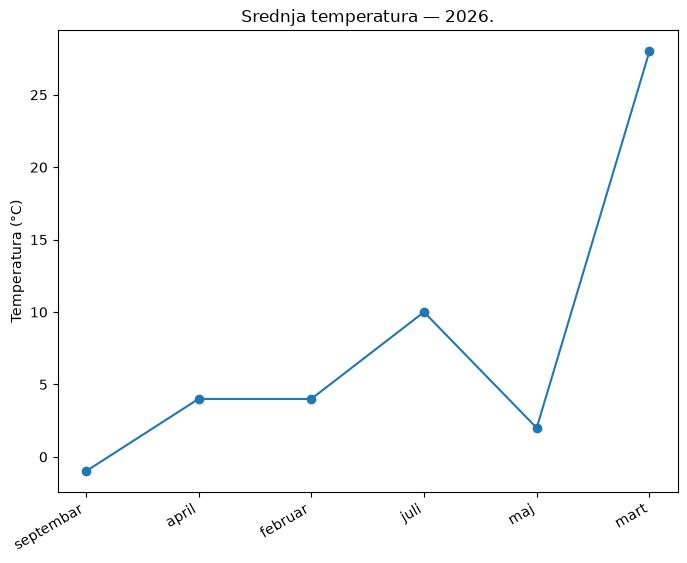 Srednja temperatura — 2026.
Temperatura (°C)
25
20
15
10
5
0
septembar
april
februar
juli
maj
mart